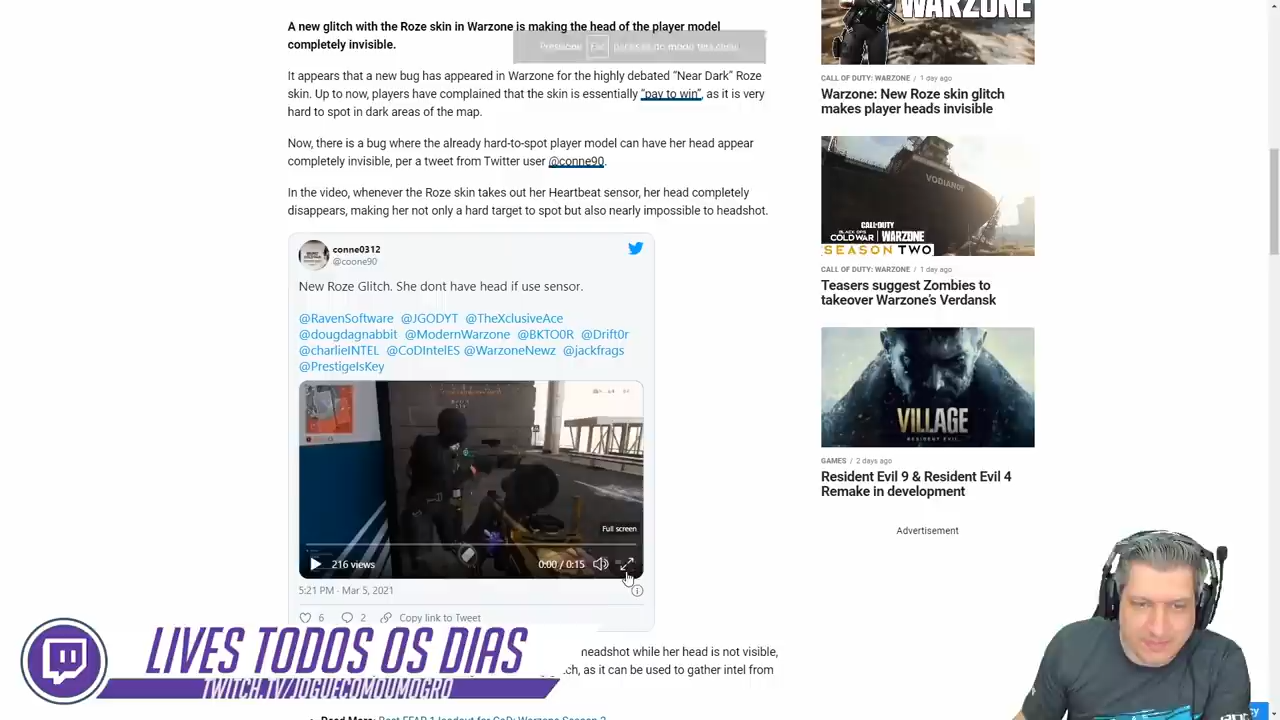 A new glitch with the Roze skin in Warzone is making the head of the player model
completely invisible.
It appears that a new bug has appeared in Warzone for the highly debated “Near Dark” Roze
skin. Up to now, players have complained that the skin is essentially “pay to win”, as it is very
hard to spot in dark areas of the map.
Now, there is a bug where the already hard-to-spot player model can have her head appear
completely invisible, per a tweet from Twitter user @conne90.
In the video, whenever the Roze skin takes out her Heartbeat sensor, her head completely
disappears, making her not only a hard target to spot but also nearly impossible to headshot.
conne0312
@coone90
New Roze Glitch. She dont have head if use sensor.
@RavenSoftware @JGODYT @TheXclusiveAce
@dougdagnabbit @ModernWarzone @BKTO0R @Drift0r
@charlieINTEL @CoDIntelES @WarzoneNewz @jackfrags
@PrestigeIsKey
Full screen
216 views
0:00 / 0:15
5:21 PM · Mar 5, 2021
6 2 Copy link to Tweet
neadshot while her head is not visible,
tch, as it can be used to gather intel from
WARZONE
CALL OF DUTY: WARZONE / 1 day ago
Warzone: New Roze skin glitch
makes player heads invisible
VODIANOY
CALL OF DUTY
BLACK OPS
COLD WAR WARZONE
SEASON TWO
CALL OF DUTY: WARZONE / 1 day ago
Teasers suggest Zombies to
takeover Warzone’s Verdansk
VILLAGE
RESIDENT EVIL
GAMES / 2 days ago
Resident Evil 9 & Resident Evil 4
Remake in development
Advertisement
LIVES TODOS OS DIAS
TWITCH.TV/JOGUECOMOUMOGRO